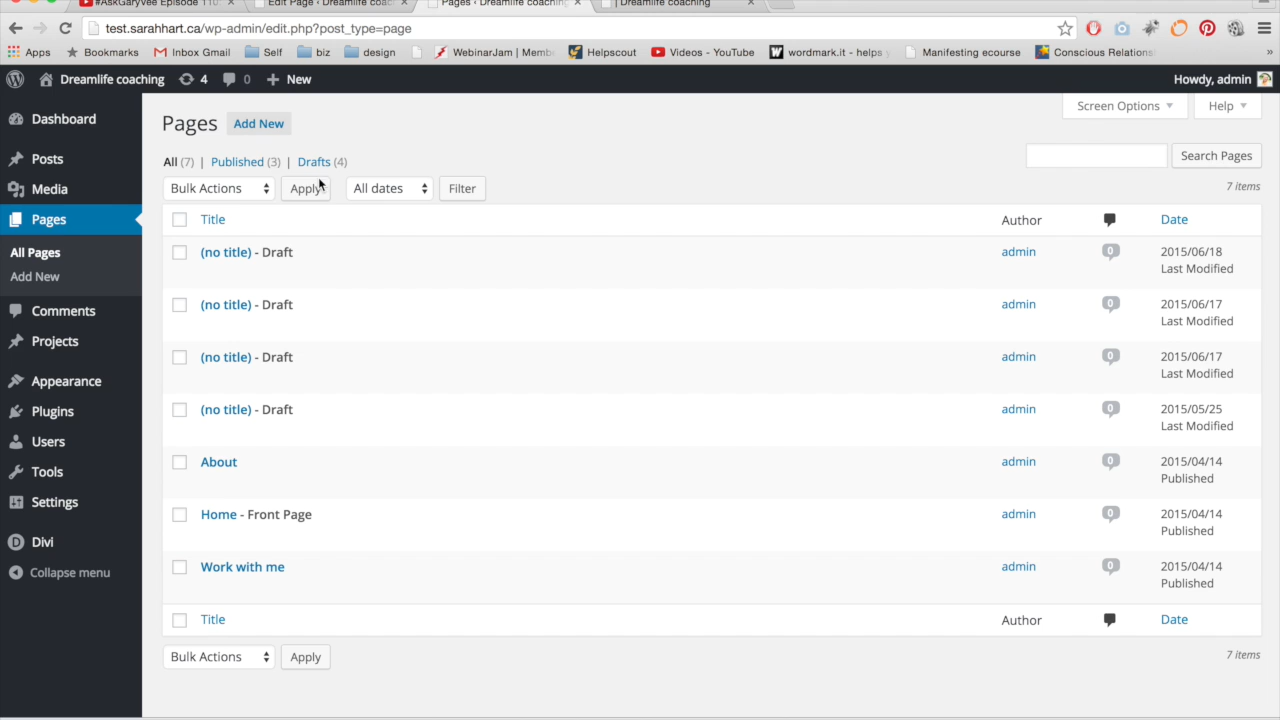 #AskGaryVee Episode 110
Edit Page ‹ Dreamlife coac
Pages ‹ Dreamlife coaching
| Dreamlife coaching
test.sarahhart.ca/wp-admin/edit.php?post_type=page
Apps Bookmarks Inbox Gmail Self biz design WebinarJam | Mem Helpscout Videos - YouTube wordmark.it - helps Manifesting ecourse Conscious Relations »
Dreamlife coaching 4 0 + New Howdy, admin
Screen Options Help
Dashboard
Posts
Media
Pages
All Pages
Add New
Comments
Projects
Appearance
Plugins
Users
Tools
Settings
Divi
Collapse menu
Pages Add New
All (7) | Published (3) | Drafts (4)
Search Pages
Bulk Actions Apply All dates Filter 7 items
Title Author Date
(no title) - Draft admin 0 2015/06/18
Last Modified
(no title) - Draft admin 0 2015/06/17
Last Modified
(no title) - Draft admin 0 2015/06/17
Last Modified
(no title) - Draft admin 0 2015/05/25
Last Modified
About admin 0 2015/04/14
Published
Home - Front Page admin 0 2015/04/14
Published
Work with me admin 0 2015/04/14
Published
Title Author Date
Bulk Actions Apply 7 items